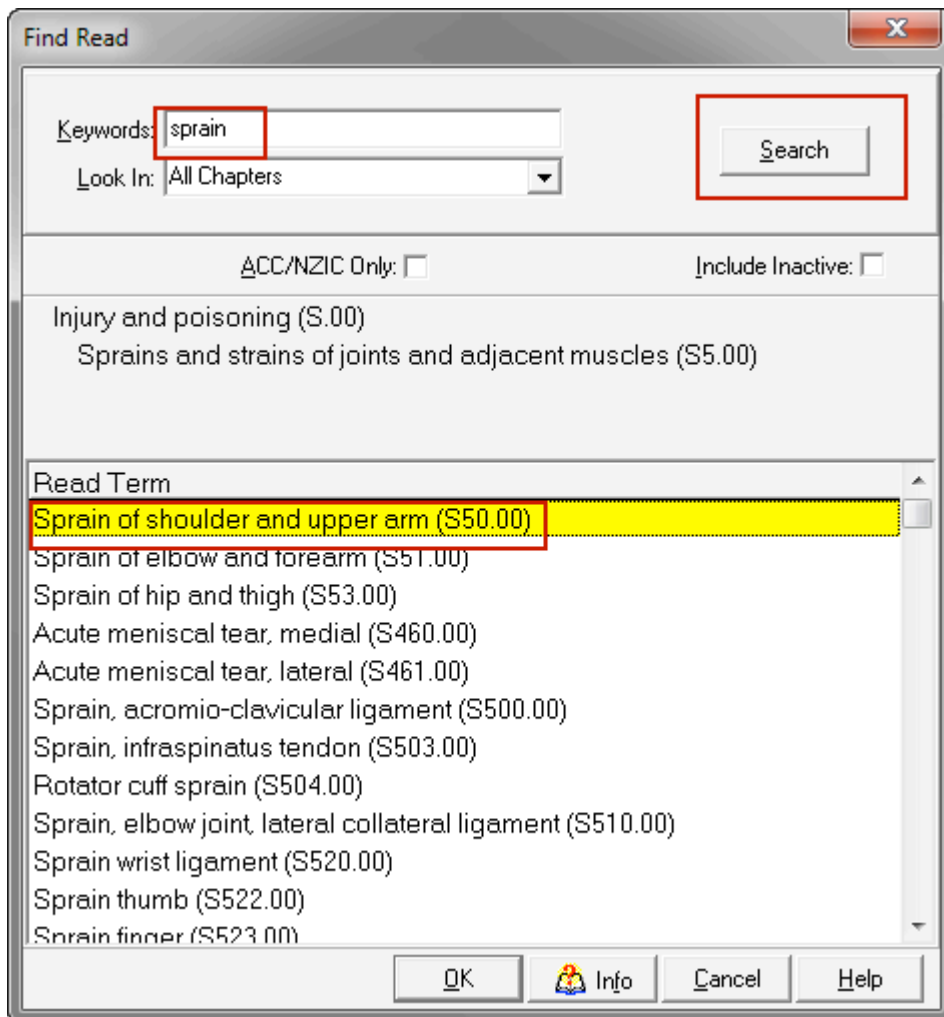 Find Read
Keywords: sprain
Search
Look In: All Chapters
ACC/NZIC Only: Include Inactive:
Injury and poisoning (S.00)
Sprains and strains of joints and adjacent muscles (S5.00)
Read Term
Sprain of shoulder and upper arm (S50.00)
Sprain of elbow and forearm (S51.00)
Sprain of hip and thigh (S53.00)
Acute meniscal tear, medial (S460.00)
Acute meniscal tear, lateral (S461.00)
Sprain, acromio-clavicular ligament (S500.00)
Sprain, infraspinatus tendon (S503.00)
Rotator cuff sprain (S504.00)
Sprain, elbow joint, lateral collateral ligament (S510.00)
Sprain wrist ligament (S520.00)
Sprain thumb (S522.00)
Sprain finger (S523.00)
OK Info Cancel Help